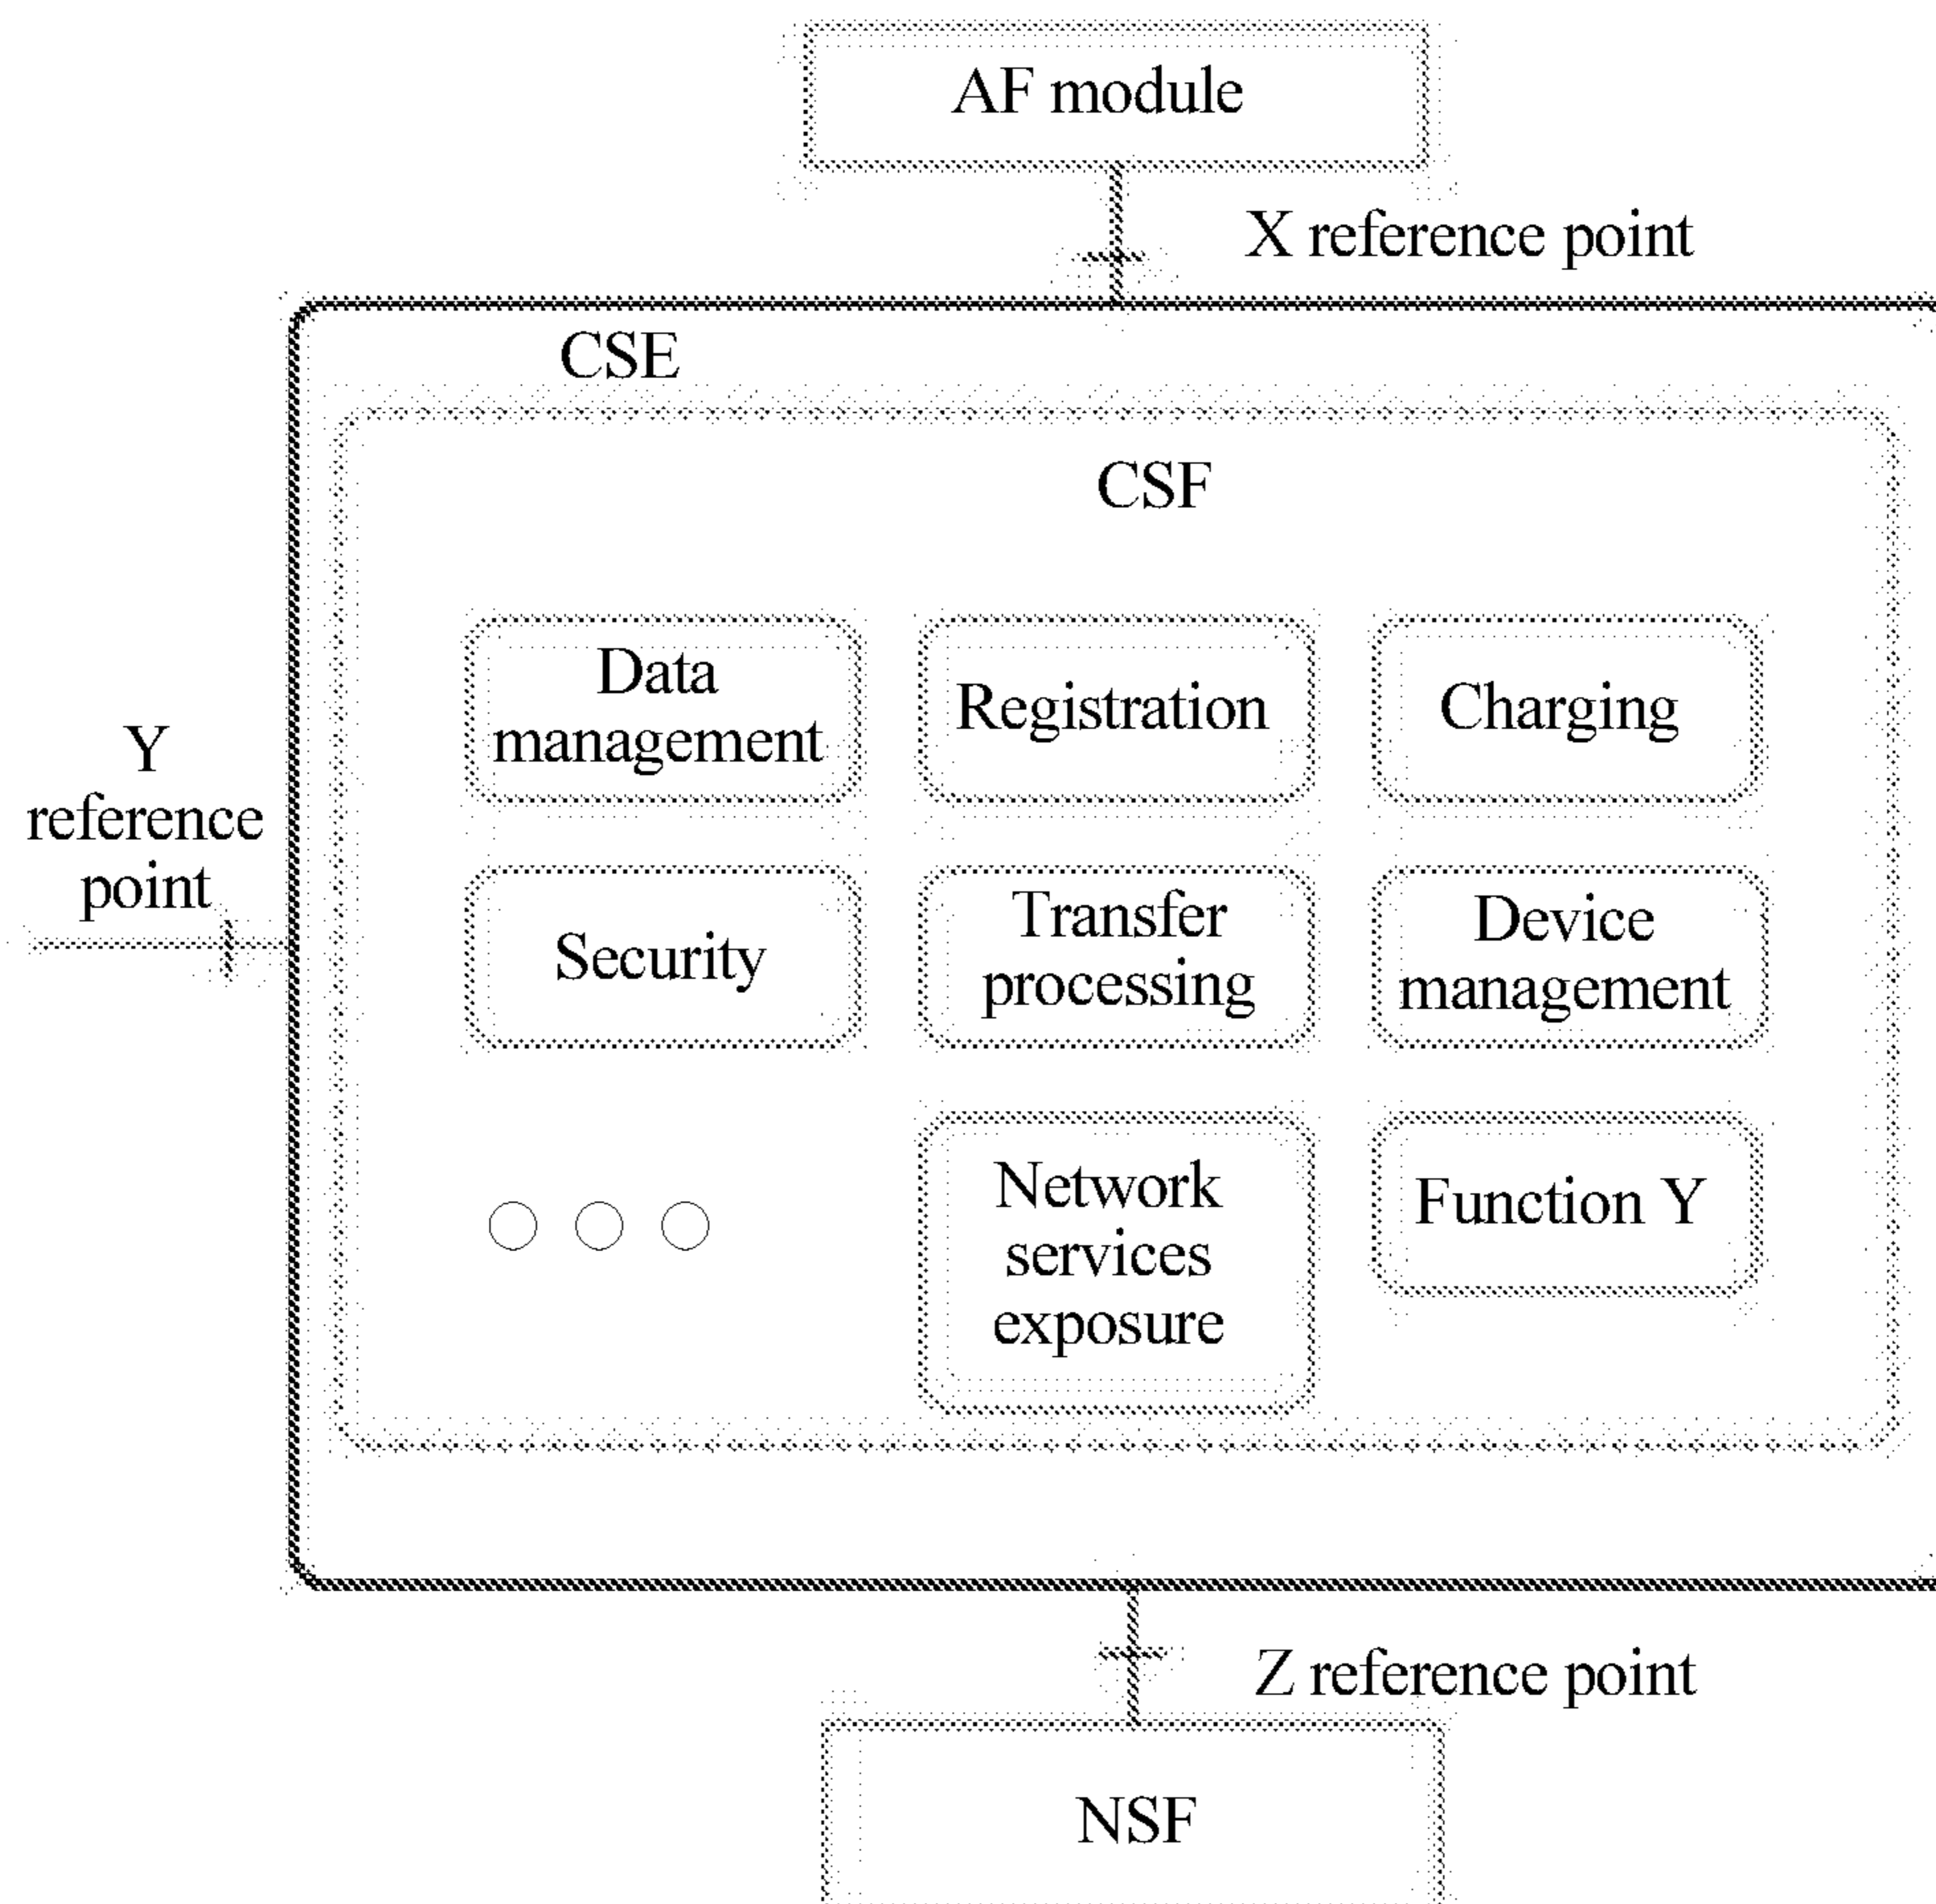 AF module
X reference point
CSE
CSF
Data
management
Registration
Charging
Y
reference
point
Security
Transfer
processing
Device
management
Network
services
exposure
Function Y
Z reference point
NSF